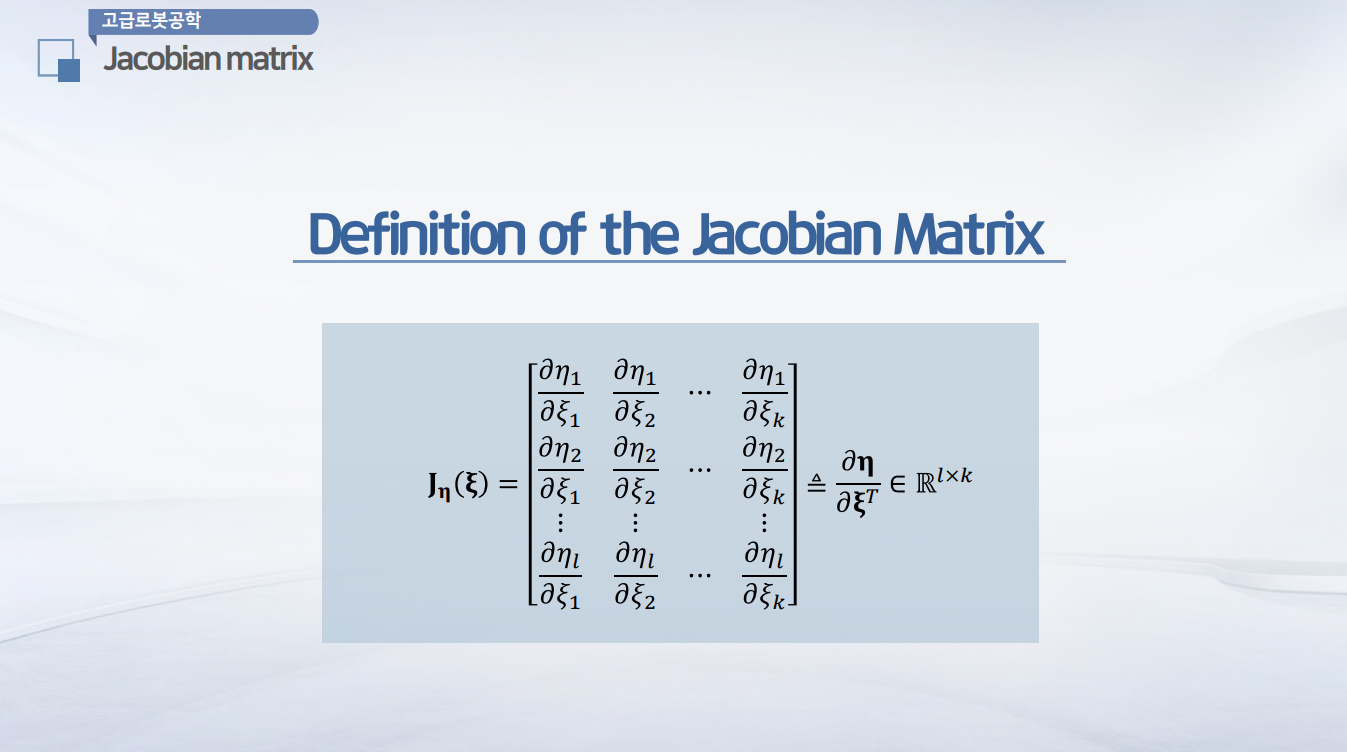 고급로봇공학
Jacobian matrix
Definition of the Jacobian Matrix
$\mathbf{J}_{\boldsymbol{\eta}}(\boldsymbol{\xi}) = \begin{bmatrix} \frac{\partial \eta_1}{\partial \xi_1} & \frac{\partial \eta_1}{\partial \xi_2} & \cdots & \frac{\partial \eta_1}{\partial \xi_k} \\ \frac{\partial \eta_2}{\partial \xi_1} & \frac{\partial \eta_2}{\partial \xi_2} & \cdots & \frac{\partial \eta_2}{\partial \xi_k} \\ \vdots & \vdots & & \vdots \\ \frac{\partial \eta_l}{\partial \xi_1} & \frac{\partial \eta_l}{\partial \xi_2} & \cdots & \frac{\partial \eta_l}{\partial \xi_k} \end{bmatrix} \triangleq \frac{\partial \boldsymbol{\eta}}{\partial \boldsymbol{\xi}^T} \in \mathbb{R}^{l \times k}$